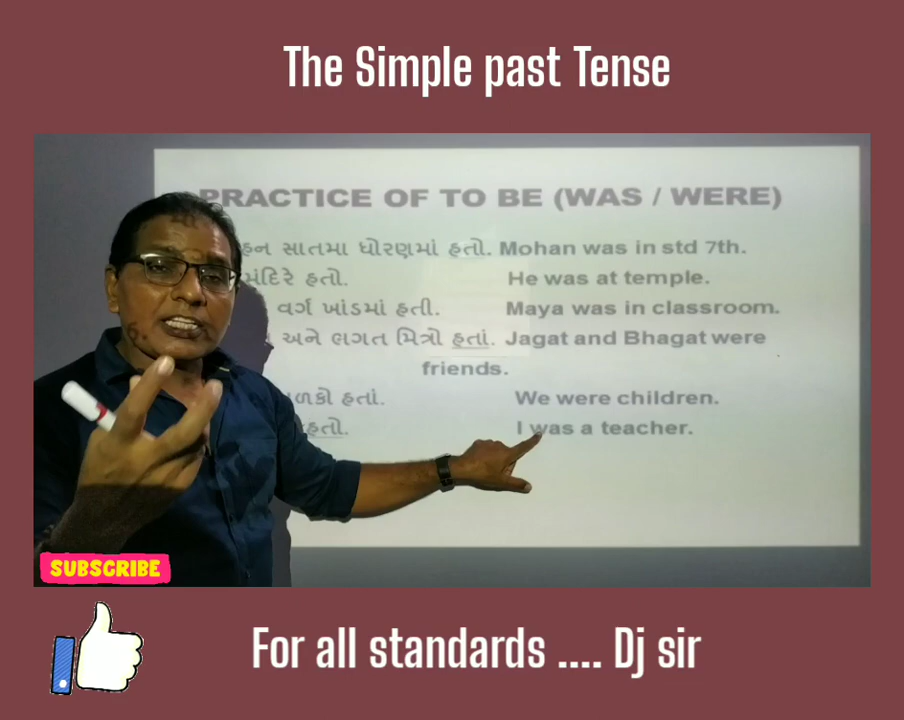 The Simple past Tense
PRACTICE OF TO BE (WAS / WERE)
સાતમા ધોરણમાં હતો. Mohan was in std 7th.
મંદિરે હતો. He was at temple.
વર્ગ ખાંડમાં હતી. Maya was in classroom.
અને ભગત મિત્રો હતાં. Jagat and Bhagat were
friends.
હતાં. We were children.
હતો. I was a teacher.
SUBSCRIBE
For all standards .... Dj sir